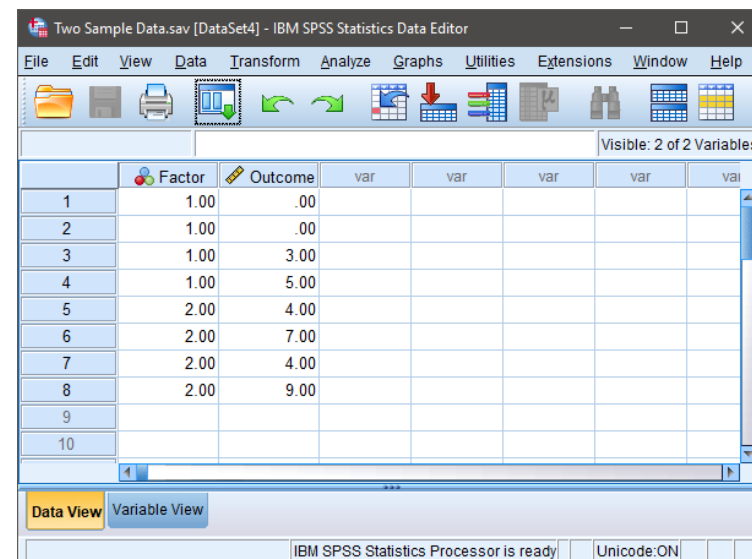 Two Sample Data.sav [DataSet4] - IBM SPSS Statistics Data Editor
File Edit View Data Transform Analyze Graphs Utilities Extensions Window Help
μ
Visible: 2 of 2 Variables
Factor Outcome var var var var var
1 1.00 .00
2 1.00 .00
3 1.00 3.00
4 1.00 5.00
5 2.00 4.00
6 2.00 7.00
7 2.00 4.00
8 2.00 9.00
9
10
Data View Variable View
IBM SPSS Statistics Processor is ready Unicode:ON